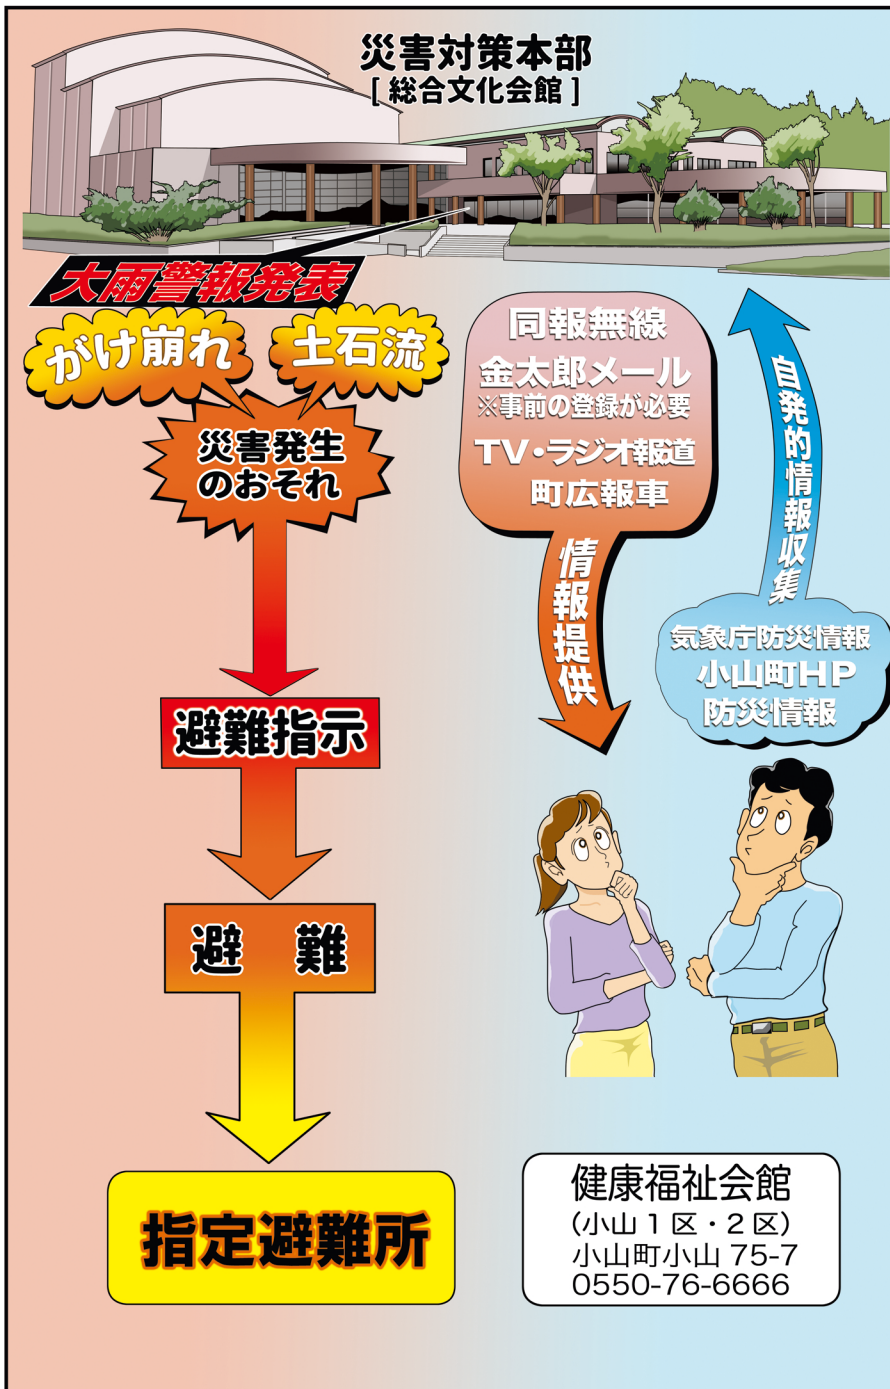 災害対策本部
[ 総合文化会館 ]
大雨警報発表
がけ崩れ
土石流
災害発生
のおそれ
避難指示
避　難
指定避難所
同報無線
金太郎メール
※事前の登録が必要
TV・ラジオ報道
町広報車
情報提供
自発的情報収集
気象庁防災情報
小山町HP
防災情報
健康福祉会館
(小山 1 区・2 区)
小山町小山 75-7
0550-76-6666